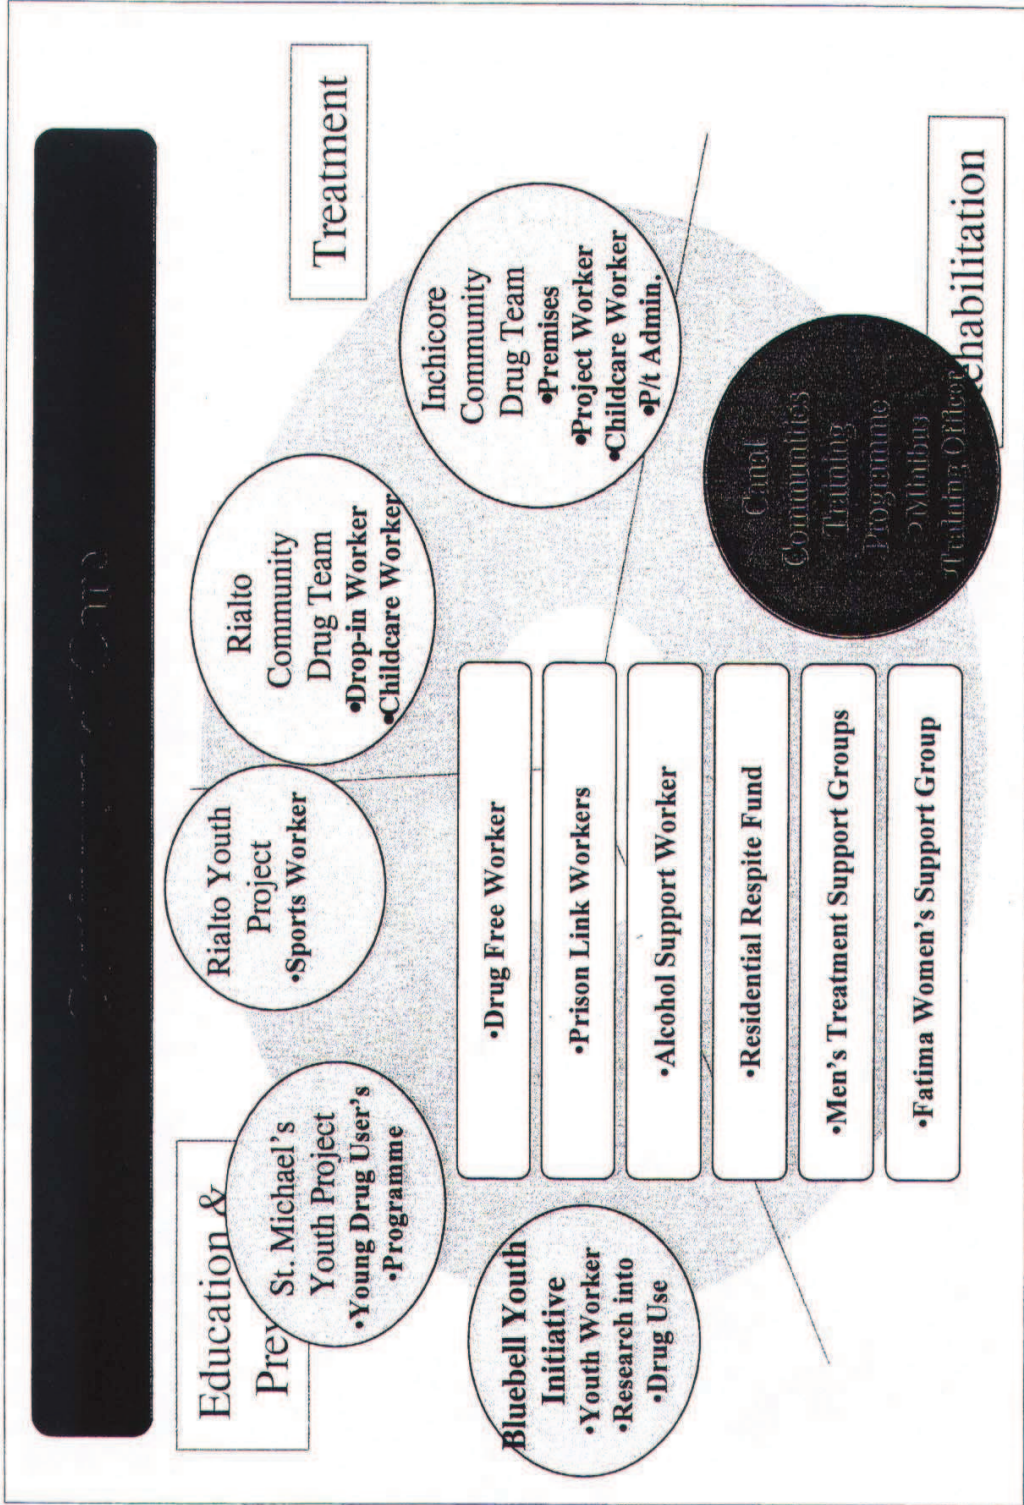 Education &
Prev
Treatment
St. Michael's
Youth Project
•Young Drug User's
•Programme
Rialto Youth
Project
•Sports Worker
Rialto
Community
Drug Team
•Drop-in Worker
•Childcare Worker
Inchicore
Community
Drug Team
•Premises
•Project Worker
•Childcare Worker
•P/t Admin.
Bluebell Youth
Initiative
•Youth Worker
•Research into
•Drug Use
•Drug Free Worker
•Prison Link Workers
•Alcohol Support Worker
•Residential Respite Fund
•Men's Treatment Support Groups
•Fatima Women's Support Group
Canal
Communities
Training
Programme
•Minibus
•Training Officer
ehabilitation